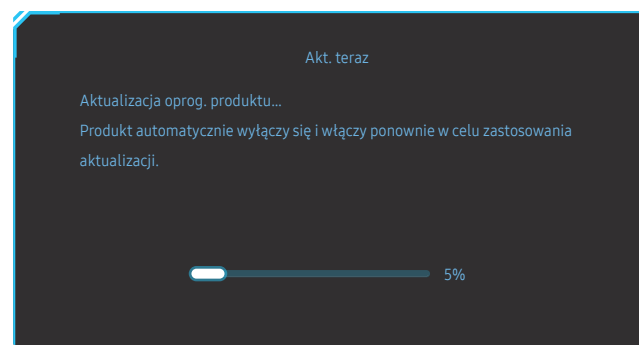 Akt. teraz
Aktualizacja oprog. produktu...
Produkt automatycznie wyłączy się i włączy ponownie w celu zastosowania
aktualizacji.
5%